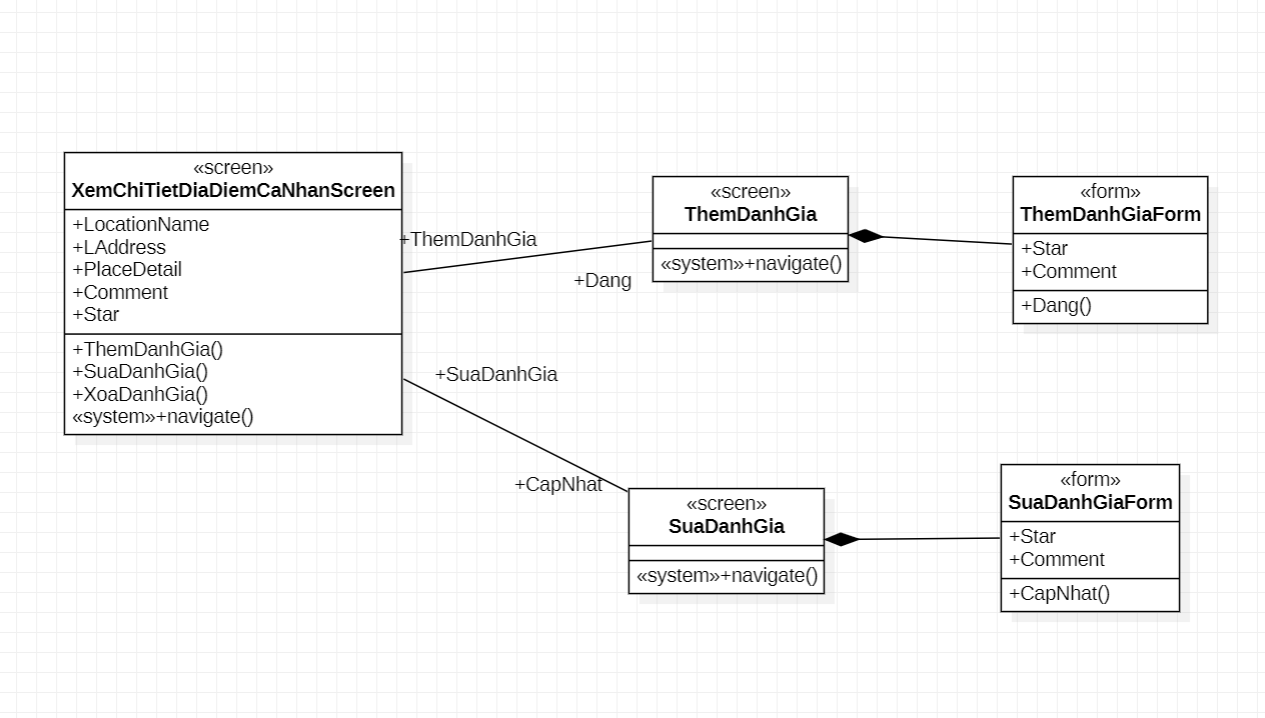 «screen»
XemChiTietDiaDiemCaNhanScreen
+LocationName
+LAddress
+PlaceDetail
+Comment
+Star
+ThemDanhGia()
+SuaDanhGia()
+XoaDanhGia()
«system»+navigate()
+ThemDanhGia
+Dang
«screen»
ThemDanhGia
«system»+navigate()
«form»
ThemDanhGiaForm
+Star
+Comment
+Dang()
+SuaDanhGia
+CapNhat
«screen»
SuaDanhGia
«system»+navigate()
«form»
SuaDanhGiaForm
+Star
+Comment
+CapNhat()